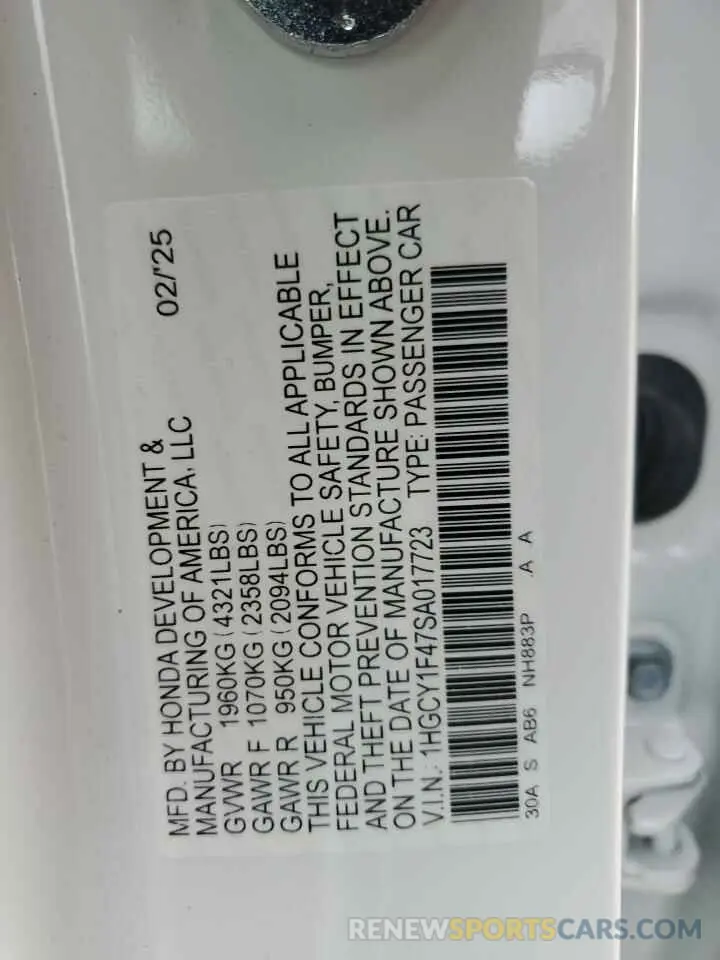 MFD. BY HONDA DEVELOPMENT & 02/'25
MANUFACTURING OF AMERICA, LLC
GVWR 1960KG (4321LBS)
GAWR F 1070KG (2358LBS)
GAWR R 950KG (2094LBS)
THIS VEHICLE CONFORMS TO ALL APPLICABLE
FEDERAL MOTOR VEHICLE SAFETY, BUMPER,
AND THEFT PREVENTION STANDARDS IN EFFECT
ON THE DATE OF MANUFACTURE SHOWN ABOVE.
V.I.N.: 1HGCY1F47SA017723 TYPE: PASSENGER CAR
30A S AB6 NH883P A A
RENEWSPORTSCARS.COM